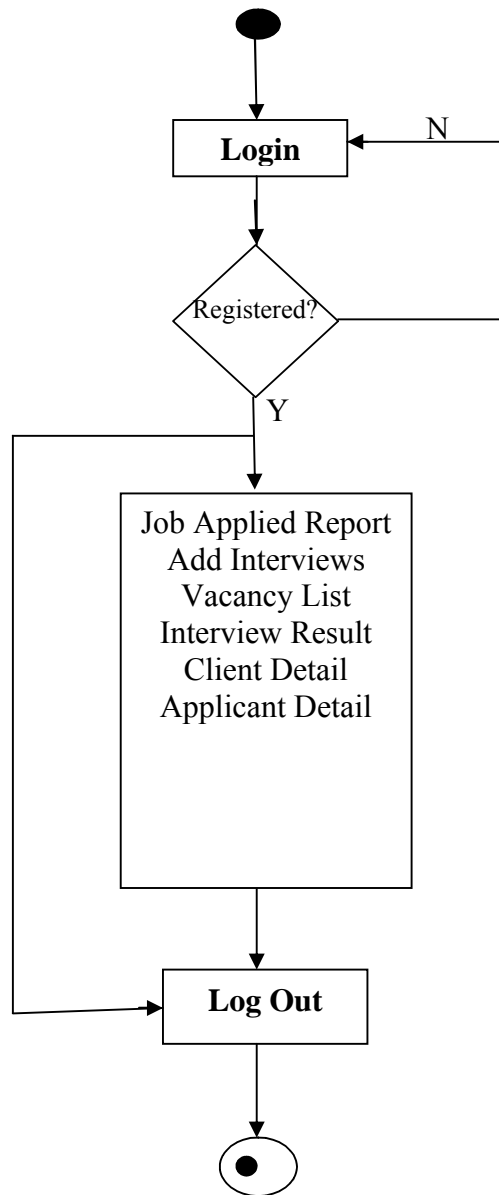 N
Login
Registered?
Y
Job Applied Report
Add Interviews
Vacancy List
Interview Result
Client Detail
Applicant Detail
Log Out